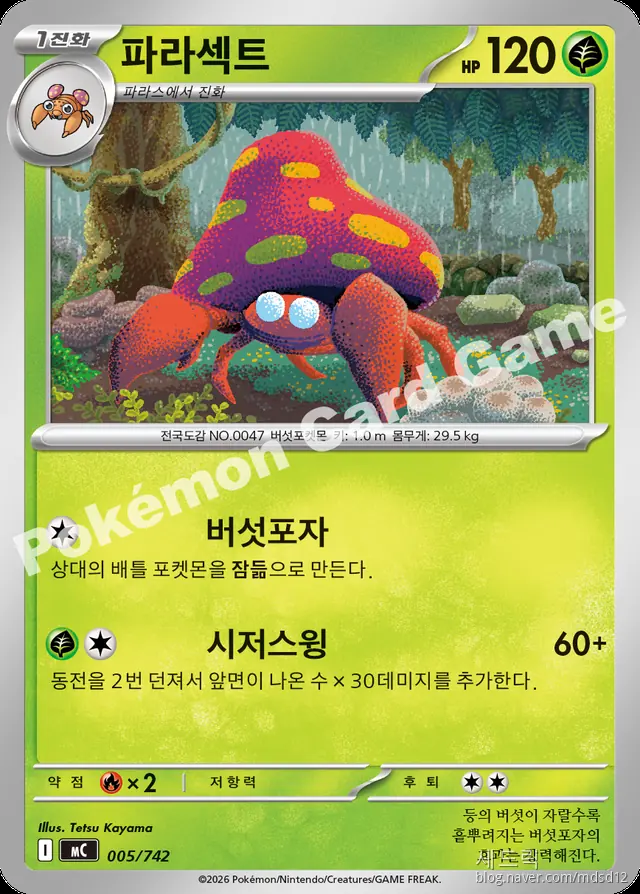 1진화
파라섹트
HP 120
파라스에서 진화
전국도감 NO.0047 버섯포켓몬 키: 1.0 m 몸무게: 29.5 kg
Pokémon Card Game
버섯포자
상대의 배틀 포켓몬을 잠듦으로 만든다.
시저스윙 60+
동전을 2번 던져서 앞면이 나온 수 × 30데미지를 추가한다.
약점 ×2 저항력 후퇴
Illus. Tetsu Kayama
I mC 005/742
등의 버섯이 자랄수록
흩뿌려지는 버섯포자의
강력해진다.
blog.naver.com/mdsd12
©2026 Pokémon/Nintendo/Creatures/GAME FREAK.